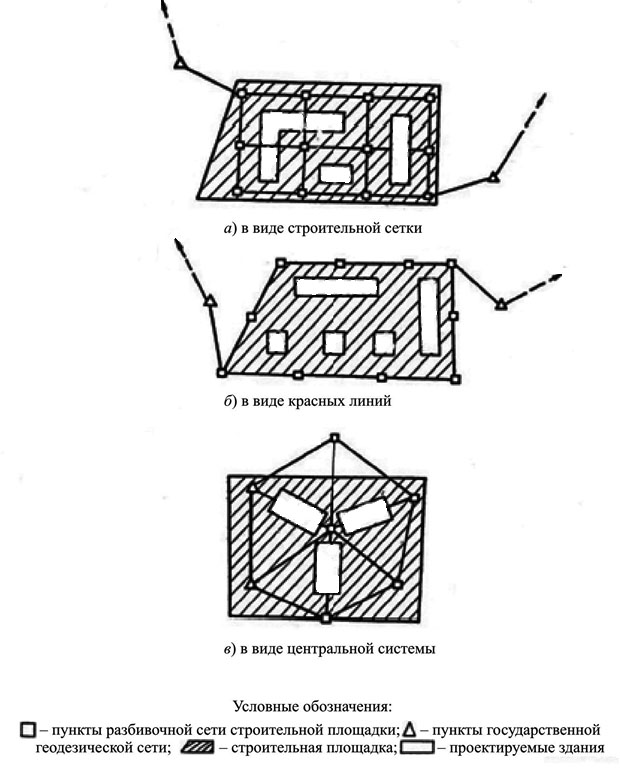 а) в виде строительной сетки
б) в виде красных линий
в) в виде центральной системы
Условные обозначения:
– пункты разбивочной сети строительной площадки; – пункты государственной
геодезической сети; – строительная площадка; – проектируемые здания